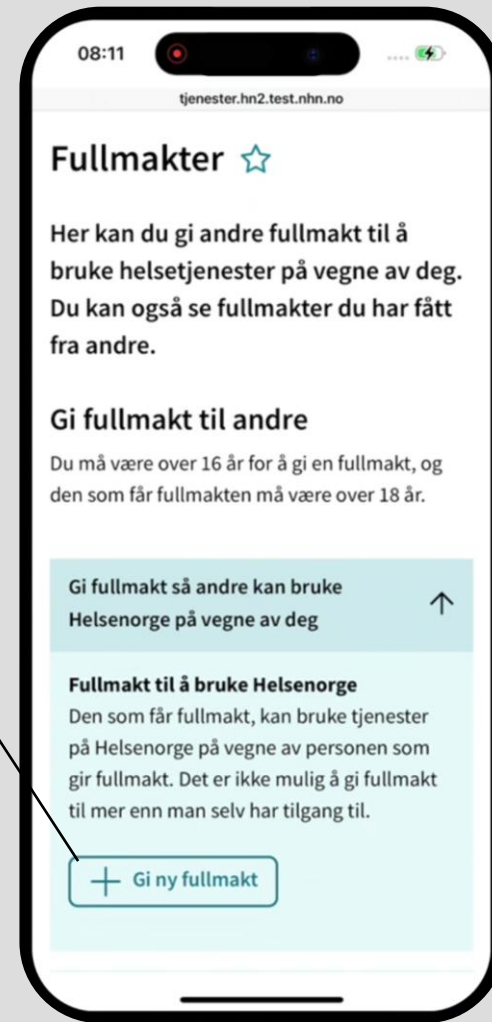 08:11
tjenester.hn2.test.nhn.no
Fullmakter
Her kan du gi andre fullmakt til å
bruke helsetjenester på vegne av deg.
Du kan også se fullmakter du har fått
fra andre.
Gi fullmakt til andre
Du må være over 16 år for å gi en fullmakt, og
den som får fullmakten må være over 18 år.
Gi fullmakt så andre kan bruke
Helsenorge på vegne av deg
Fullmakt til å bruke Helsenorge
Den som får fullmakt, kan bruke tjenester
på Helsenorge på vegne av personen som
gir fullmakt. Det er ikke mulig å gi fullmakt
til mer enn man selv har tilgang til.
Gi ny fullmakt